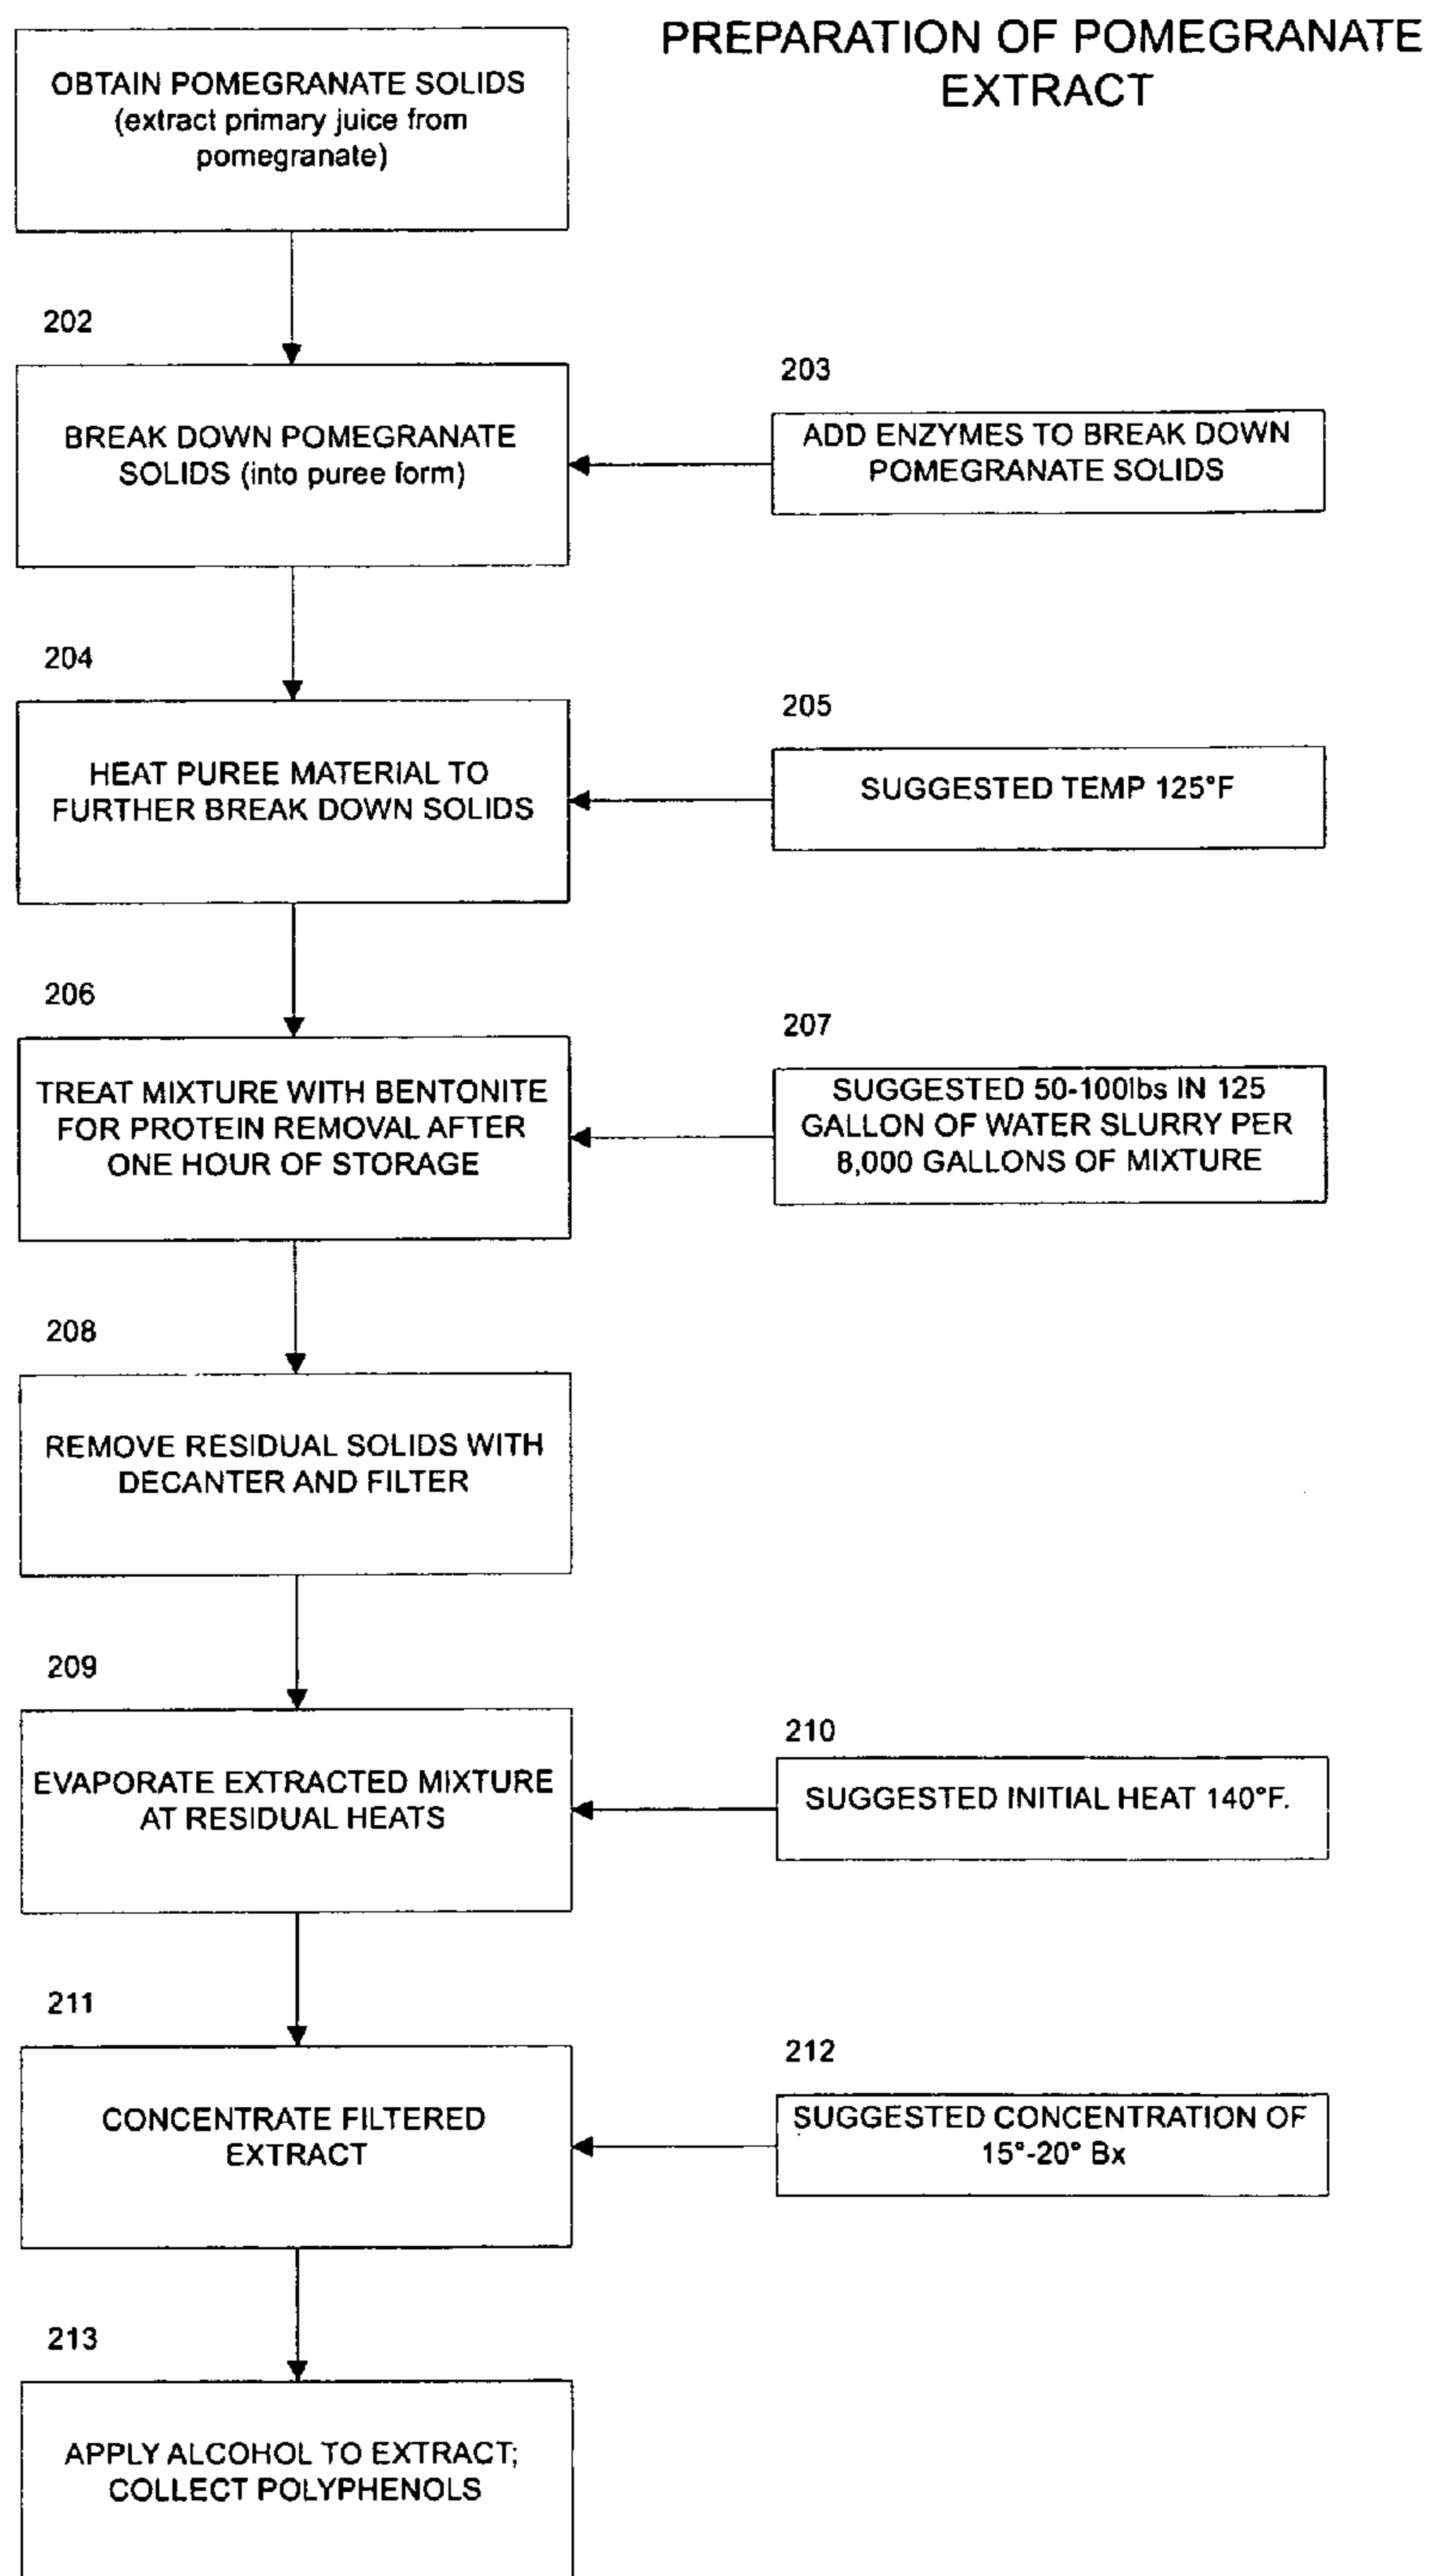 PREPARATION OF POMEGRANATE
EXTRACT
OBTAIN POMEGRANATE SOLIDS
(extract primary juice from
pomegranate)
202
BREAK DOWN POMEGRANATE
SOLIDS (into puree form)
203
ADD ENZYMES TO BREAK DOWN
POMEGRANATE SOLIDS
204
HEAT PUREE MATERIAL TO
FURTHER BREAK DOWN SOLIDS
205
SUGGESTED TEMP 125°F
206
TREAT MIXTURE WITH BENTONITE
FOR PROTEIN REMOVAL AFTER
ONE HOUR OF STORAGE
207
SUGGESTED 50-100lbs IN 125
GALLON OF WATER SLURRY PER
8,000 GALLONS OF MIXTURE
208
REMOVE RESIDUAL SOLIDS WITH
DECANTER AND FILTER
209
EVAPORATE EXTRACTED MIXTURE
AT RESIDUAL HEATS
210
SUGGESTED INITIAL HEAT 140°F.
211
CONCENTRATE FILTERED
EXTRACT
212
SUGGESTED CONCENTRATION OF
15°-20° Bx
213
APPLY ALCOHOL TO EXTRACT;
COLLECT POLYPHENOLS